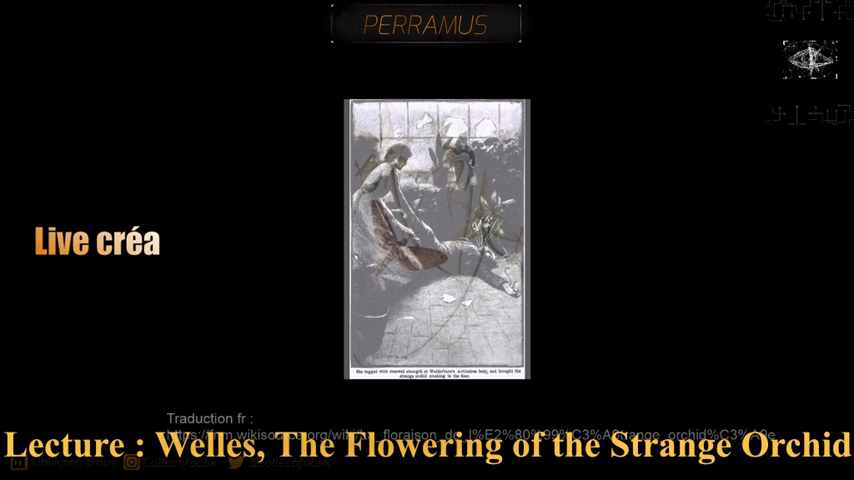 PERRAMUS
Live créa
She tugged with renewed strength at Wedderburn's motionless body, and brought the
strange orchid crashing to the floor.
Traduction fr :
Lecture : Welles, The Flowering of the Strange Orchid